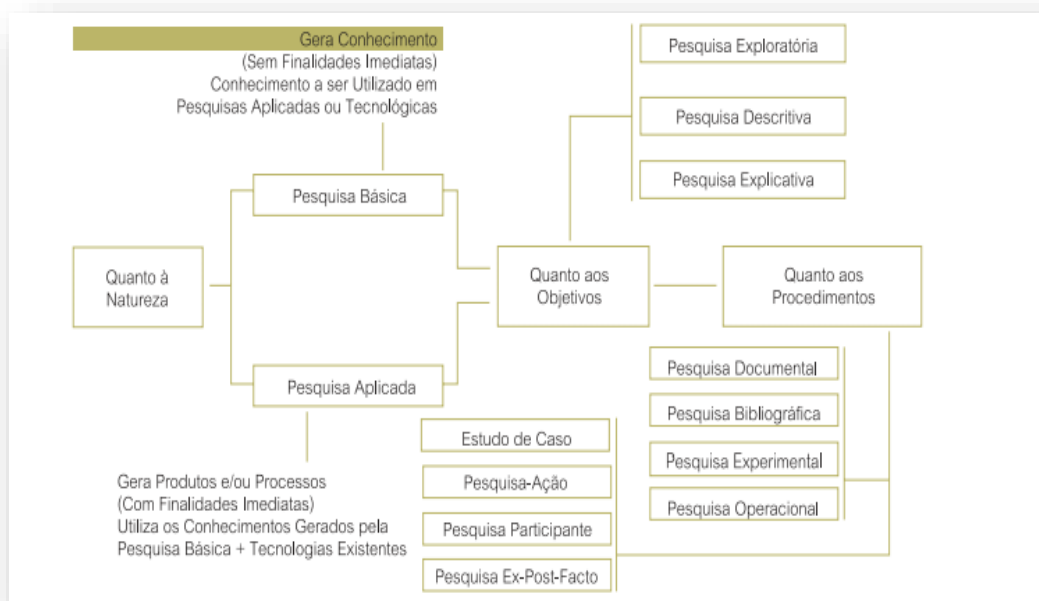 Gera Conhecimento
(Sem Finalidades Imediatas)
Conhecimento a ser Utilizado em
Pesquisas Aplicadas ou Tecnológicas
Pesquisa Exploratória
Pesquisa Descritiva
Pesquisa Explicativa
Pesquisa Básica
Quanto à
Natureza
Quanto aos
Objetivos
Quanto aos
Procedimentos
Pesquisa Aplicada
Pesquisa Documental
Pesquisa Bibliográfica
Pesquisa Experimental
Pesquisa Operacional
Estudo de Caso
Pesquisa-Ação
Pesquisa Participante
Pesquisa Ex-Post-Facto
Gera Produtos e/ou Processos
(Com Finalidades Imediatas)
Utiliza os Conhecimentos Gerados pela
Pesquisa Básica + Tecnologias Existentes